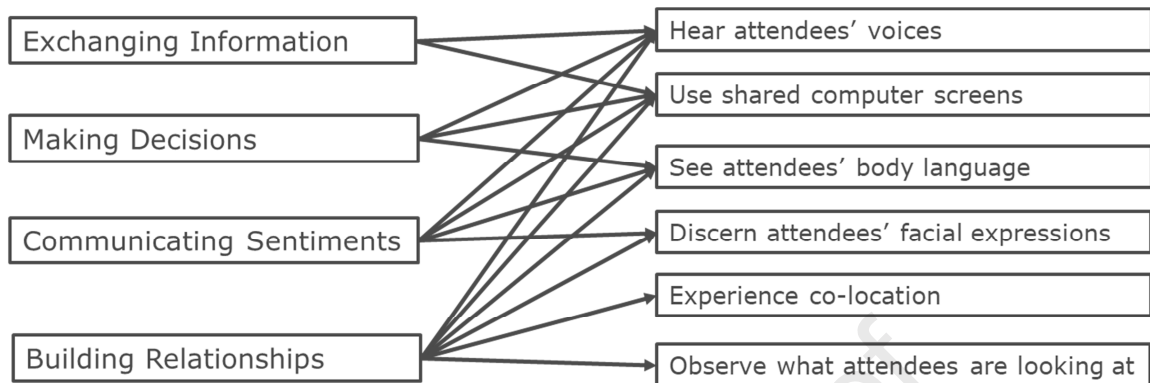 Exchanging Information
Making Decisions
Communicating Sentiments
Building Relationships
Hear attendees’ voices
Use shared computer screens
See attendees’ body language
Discern attendees’ facial expressions
Experience co-location
Observe what attendees are looking at